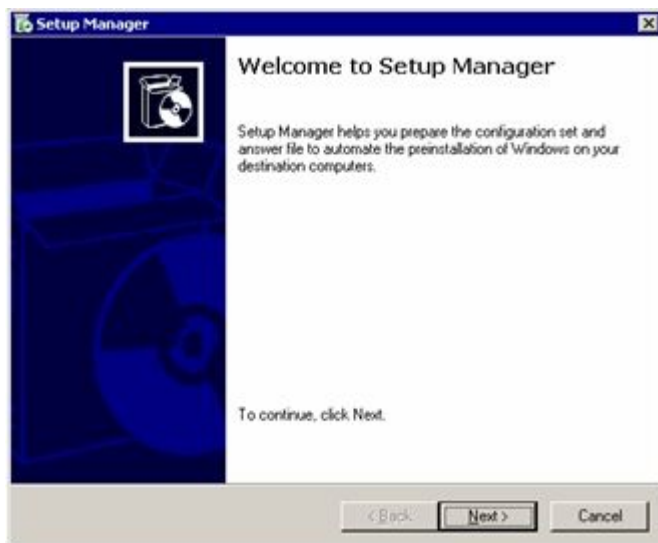 Setup Manager
Welcome to Setup Manager
Setup Manager helps you prepare the configuration set and
answer file to automate the preinstallation of Windows on your
destination computers.
To continue, click Next.
< Back
Next >
Cancel